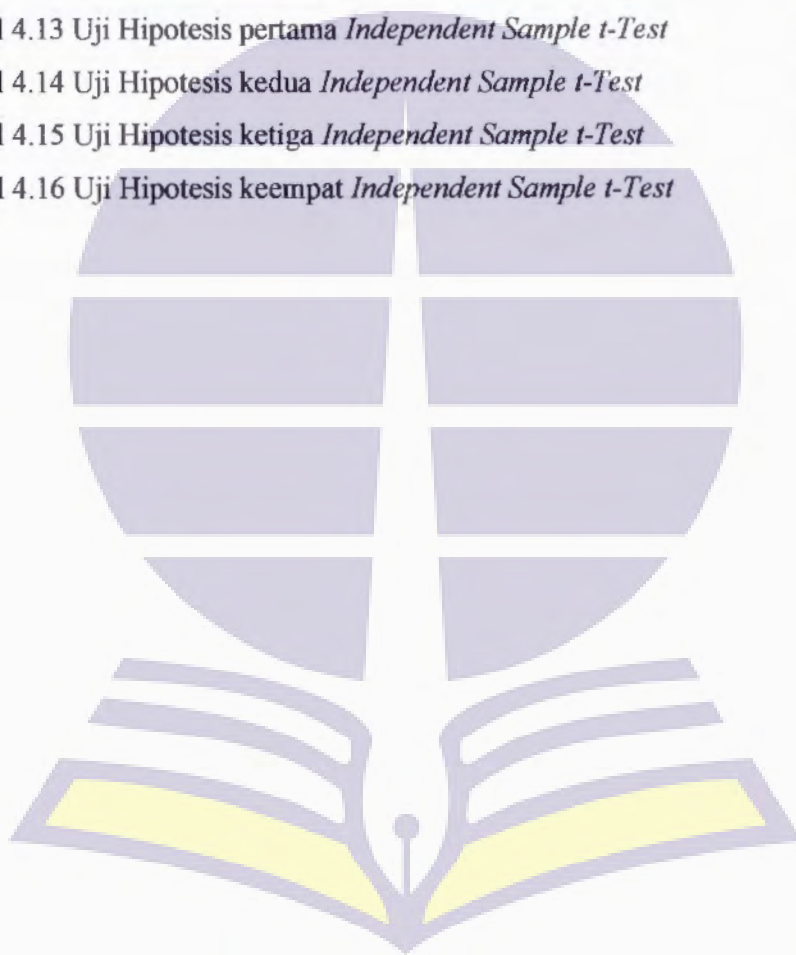 l 4.13 Uji Hipotesis pertama Independent Sample t-Test
l 4.14 Uji Hipotesis kedua Independent Sample t-Test
l 4.15 Uji Hipotesis ketiga Independent Sample t-Test
l 4.16 Uji Hipotesis keempat Independent Sample t-Test